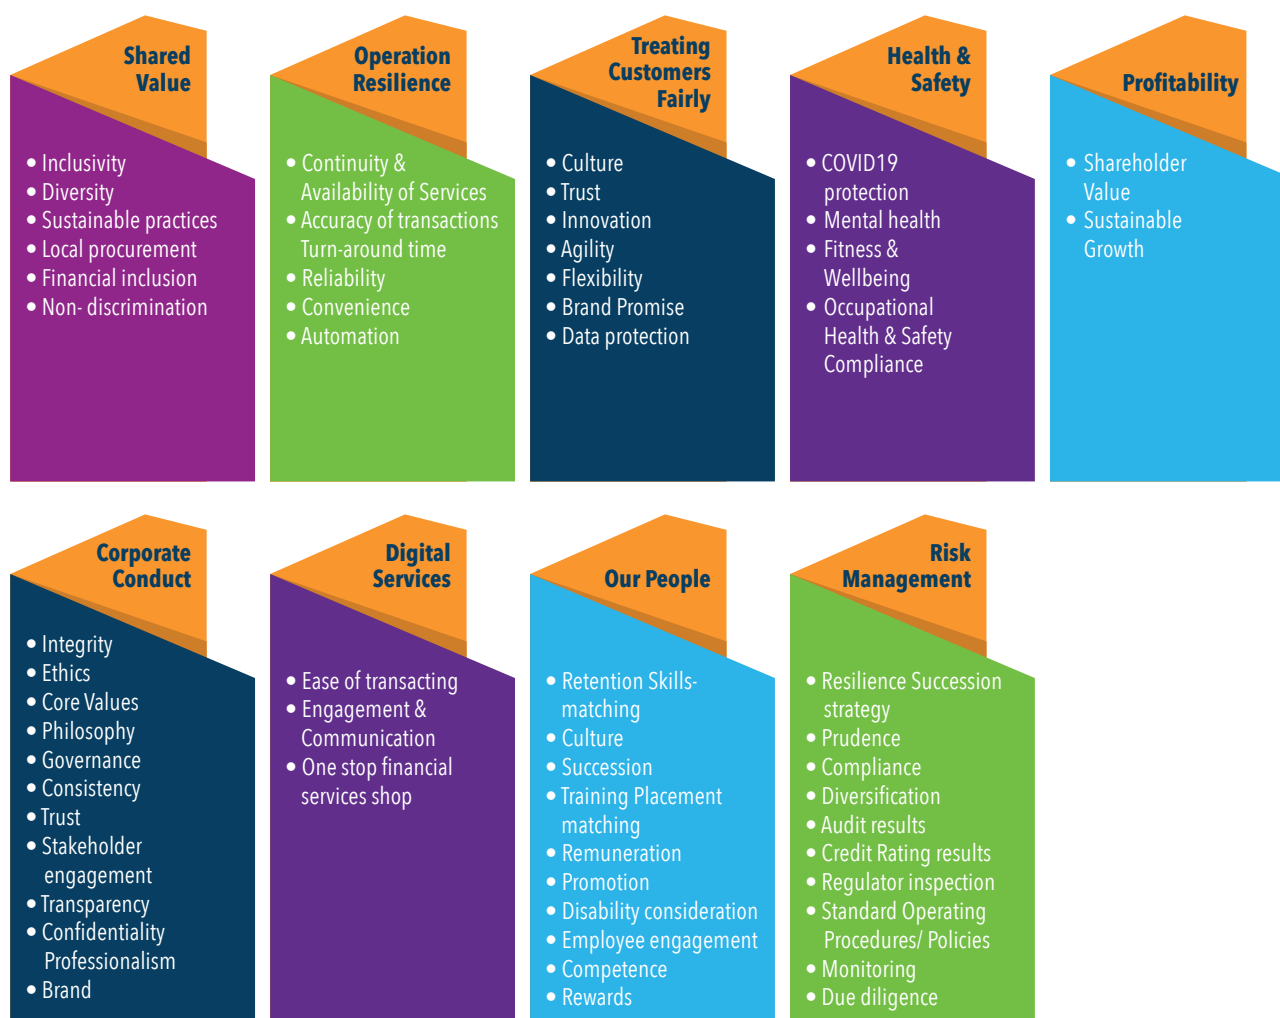 Shared
Value
• Inclusivity
• Diversity
• Sustainable practices
• Local procurement
• Financial inclusion
• Non- discrimination
Operation
Resilience
• Continuity &
Availability of Services
• Accuracy of transactions
Turn-around time
• Reliability
• Convenience
• Automation
Treating
Customers
Fairly
• Culture
• Trust
• Innovation
• Agility
• Flexibility
• Brand Promise
• Data protection
Health &
Safety
• COVID19
protection
• Mental health
• Fitness &
Wellbeing
• Occupational
Health & Safety
Compliance
Profitability
• Shareholder
Value
• Sustainable
Growth
Corporate
Conduct
• Integrity
• Ethics
• Core Values
• Philosophy
• Governance
• Consistency
• Trust
• Stakeholder
engagement
• Transparency
• Confidentiality
Professionalism
• Brand
Digital
Services
• Ease of transacting
• Engagement &
Communication
• One stop financial
services shop
Our People
• Retention Skills-
matching
• Culture
• Succession
• Training Placement
matching
• Remuneration
• Promotion
• Disability consideration
• Employee engagement
• Competence
• Rewards
Risk
Management
• Resilience Succession
strategy
• Prudence
• Compliance
• Diversification
• Audit results
• Credit Rating results
• Regulator inspection
• Standard Operating
Procedures/ Policies
• Monitoring
• Due diligence